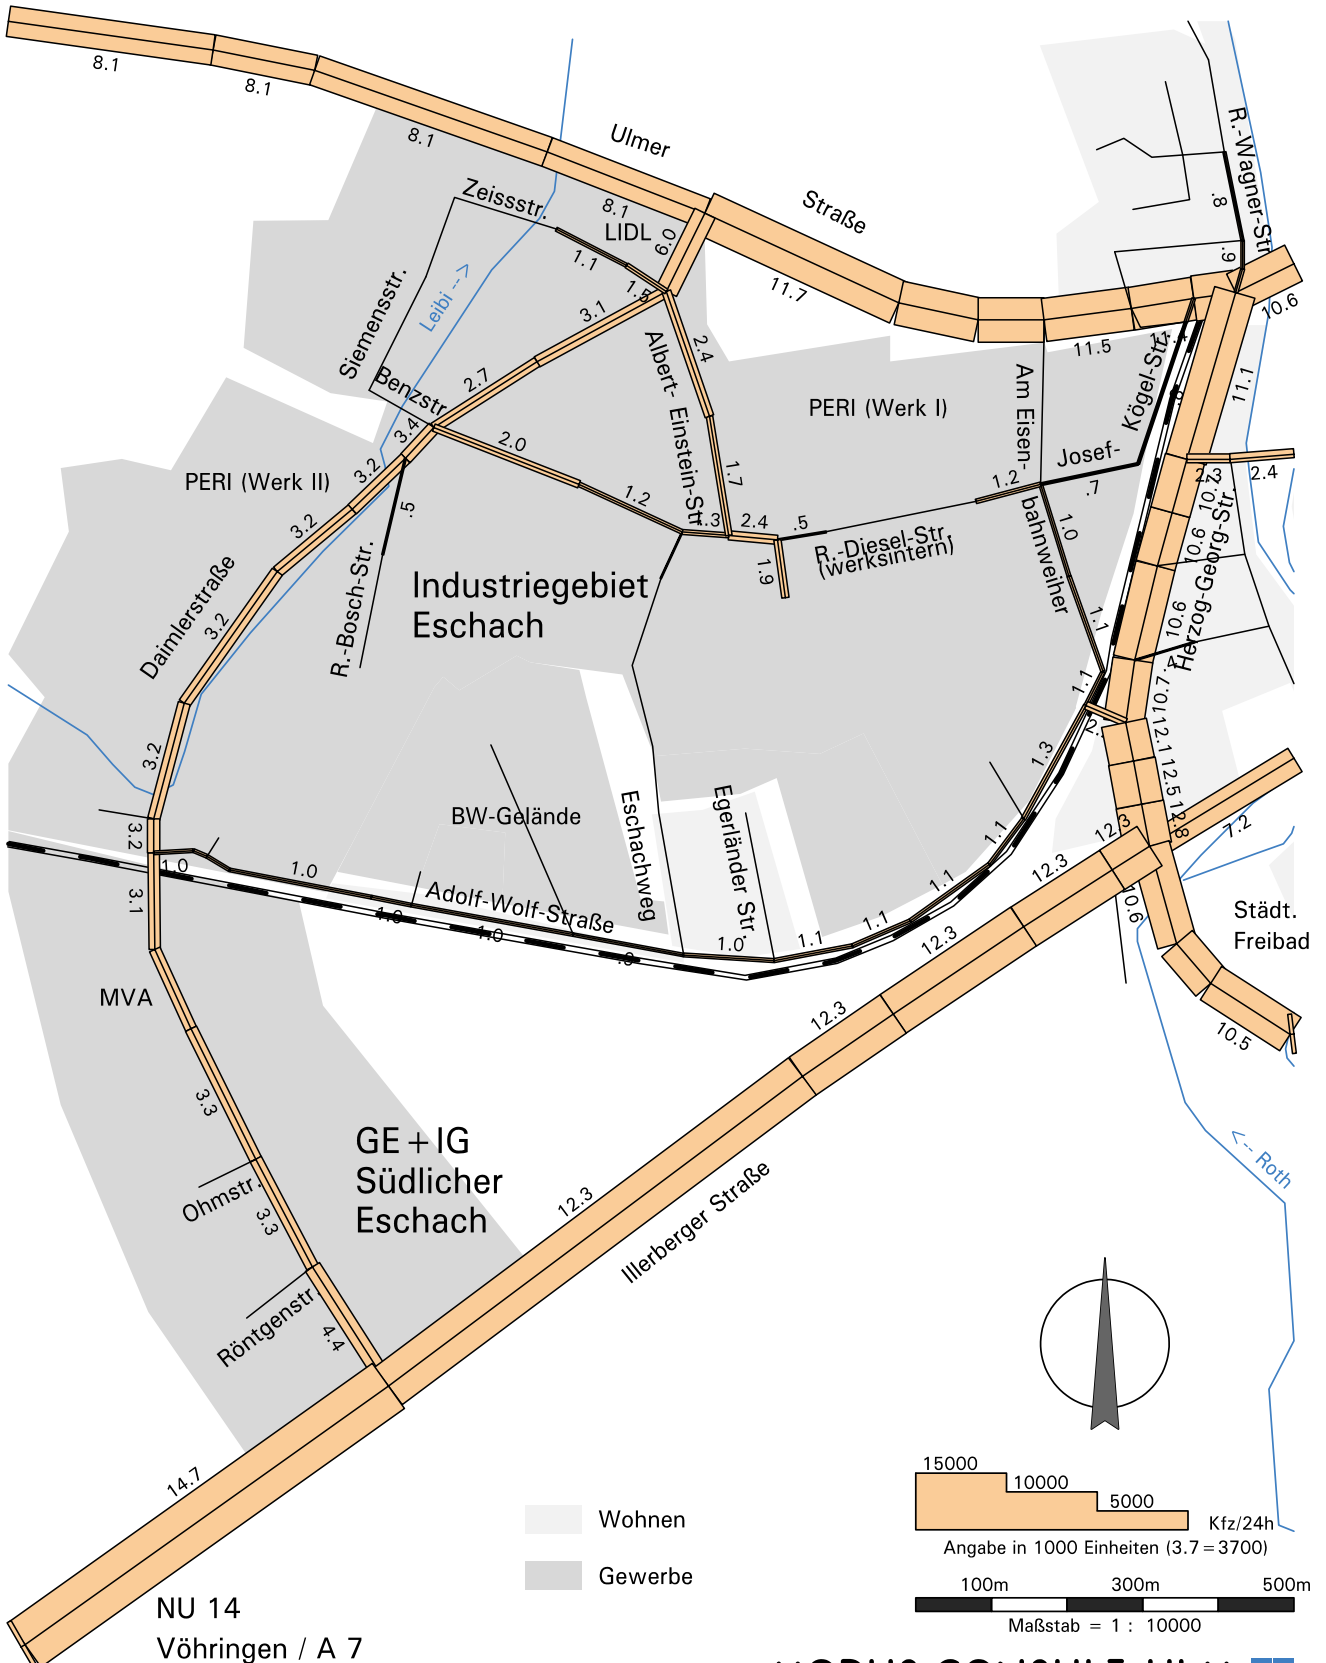 8.1
8.1
8.1
Ulmer
8.1
Straße
11.7
Zeissstr.
LIDL
6.0
1.1
1.5
3.1
R.-Wagner-Str.
.8
.9
10.6
11.5
11.1
Siemensstr.
Leibi -->
Benzstr.
2.7
3.4
2.4
Albert- Einstein-Str.
PERI (Werk I)
Am Eisen-
bahnweiher
Kögel-Str.
Josef-
.7
1.2
2.3
2.4
10.7
PERI (Werk II)
3.2
3.2
2.0
1.2
1.7
2.4
.5
1.9
.5
R.-Diesel-Str.
(werksintern)
1.0
1.1
10.6
10.6
Herzog-Georg-Str.
Daimlerstraße
3.2
R.-Bosch-Str.
Industriegebiet
Eschach
1.1
10.7
12.1
12.5
12.8
3.2
3.2
3.1
1.3
1.1
12.3
7.2
BW-Gelände
Eschachweg
Egerländer Str.
1.0
1.0
Adolf-Wolf-Straße
1.0
1.0
1.0
1.1
1.1
1.1
12.3
12.3
10.6
Städt.
Freibad
10.5
MVA
12.3
3.3
Ohmstr.
3.3
Röntgenstr.
4.4
GE+IG
Südlicher
Eschach
12.3
Illerberger Straße
<-- Roth
14.7
NU 14
Vöhringen / A 7
Wohnen
Gewerbe
15000
10000
5000
Kfz/24h
Angabe in 1000 Einheiten (3.7=3700)
100m 300m 500m
Maßstab = 1 : 10000